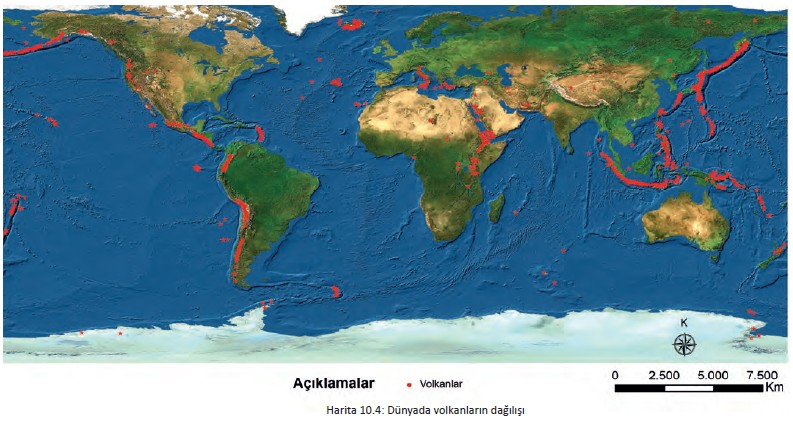 K
0 2.500 5.000 7.500
Km
Açıklamalar
Volkanlar
Harita 10.4: Dünyada volkanların dağılışı